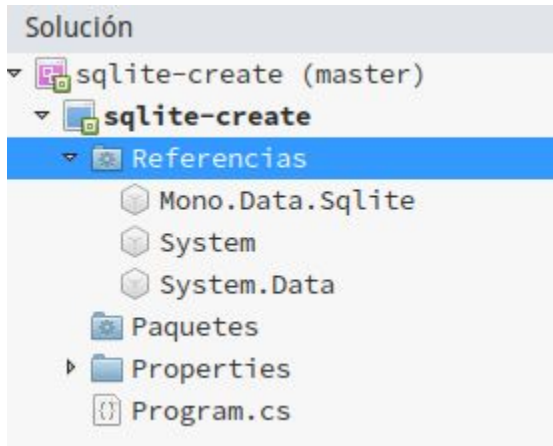 Solución
sqlite-create (master)
sqlite-create
Referencias
Mono.Data.Sqlite
System
System.Data
Paquetes
Properties
Program.cs